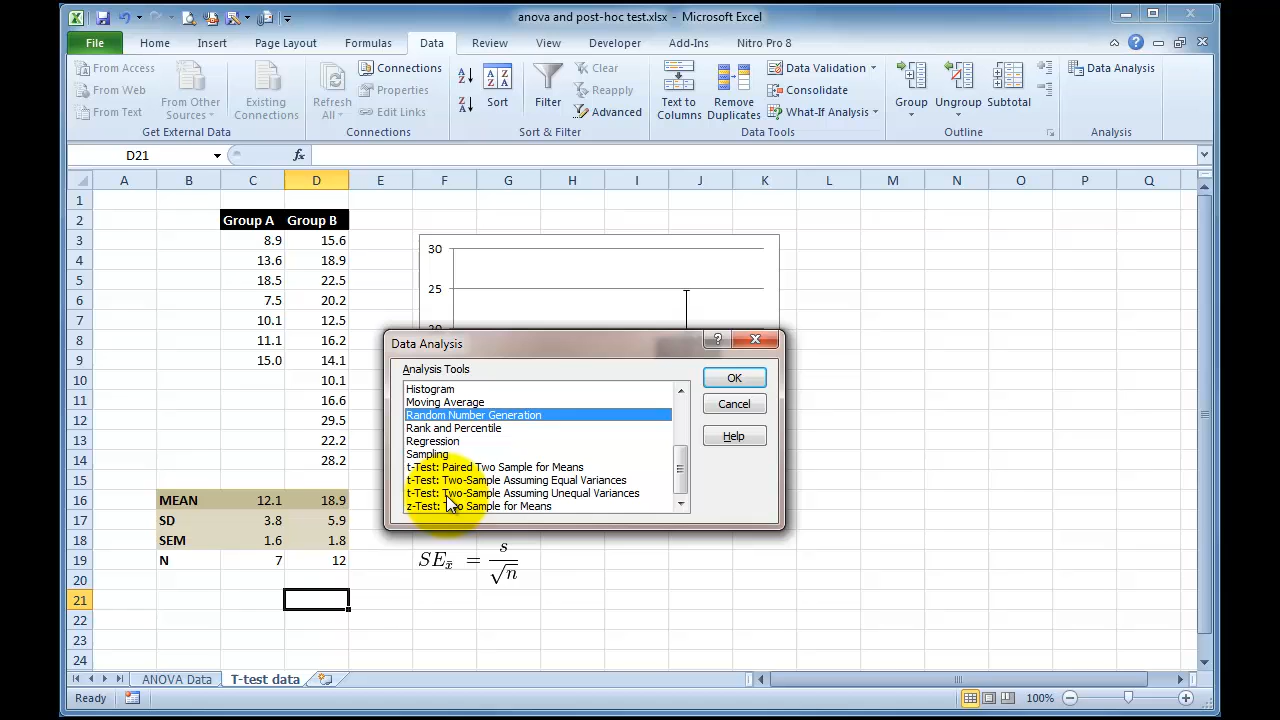 anova and post-hoc test.xlsx - Microsoft Excel
File Home Insert Page Layout Formulas Data Review View Developer Add-Ins Nitro Pro 8
From Access
From Web
From Text
From Other
Sources
Existing
Connections
Get External Data
Refresh
All
Connections
Properties
Edit Links
Connections
Sort
Filter
Clear
Reapply
Advanced
Sort & Filter
Text to
Columns
Remove
Duplicates
Data Validation
Consolidate
What-If Analysis
Data Tools
Group
Ungroup
Subtotal
Outline
Data Analysis
Analysis
D21 fx
A B C D E F G H I J K L M N O P Q
1
2 Group A Group B
3 8.9 15.6
4 13.6 18.9
5 18.5 22.5
6 7.5 20.2
7 10.1 12.5
8 11.1 16.2
9 15.0 14.1
10 10.1
11 16.6
12 29.5
13 22.2
14 28.2
15
16 MEAN 12.1 18.9
17 SD 3.8 5.9
18 SEM 1.6 1.8
19 N 7 12
20
21
22
23
24
30
25
Data Analysis
Analysis Tools
Histogram
Moving Average
Random Number Generation
Rank and Percentile
Regression
Sampling
t-Test: Paired Two Sample for Means
t-Test: Two-Sample Assuming Equal Variances
t-Test: Two-Sample Assuming Unequal Variances
z-Test: Two Sample for Means
OK
Cancel
Help
SE_x̄ = s/√n
ANOVA Data T-test data
Ready 100%